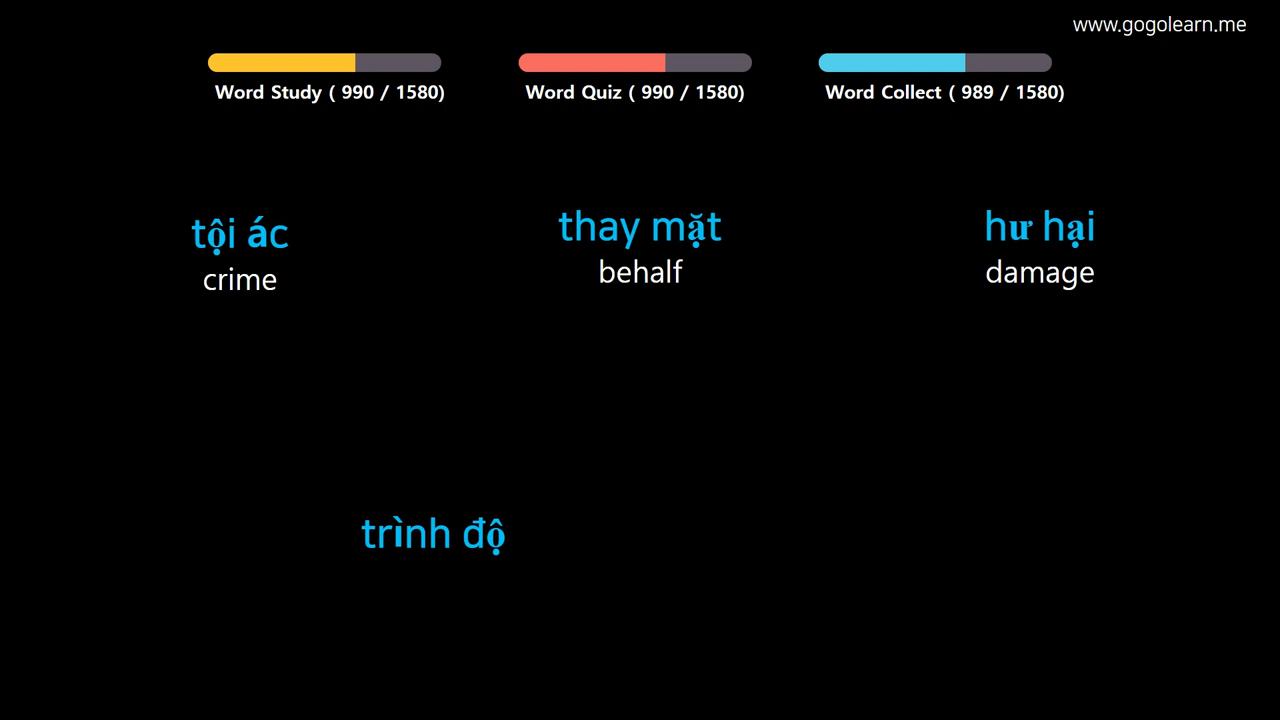 www.gogolearn.me
Word Study ( 990 / 1580)
Word Quiz ( 990 / 1580)
Word Collect ( 989 / 1580)
tội ác
crime
thay mặt
behalf
hư hại
damage
trình độ